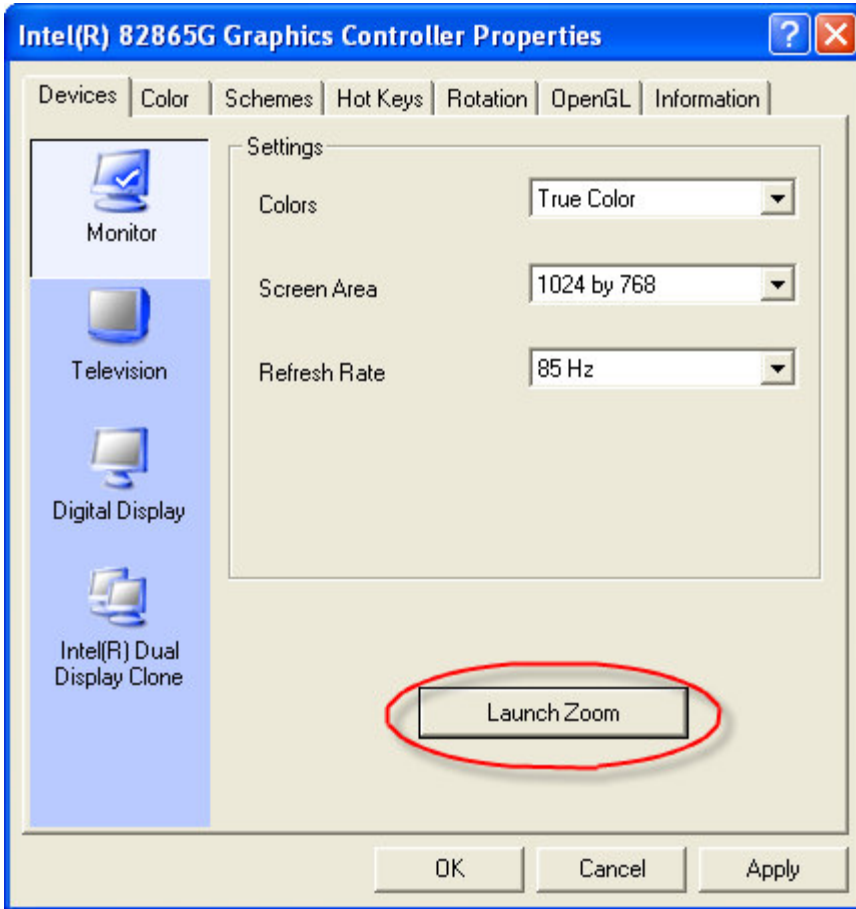 Intel(R) 82865G Graphics Controller Properties
Devices Color Schemes Hot Keys Rotation OpenGL Information
Monitor
Television
Digital Display
Intel(R) Dual
Display Clone
Settings
Colors True Color
Screen Area 1024 by 768
Refresh Rate 85 Hz
Launch Zoom
OK Cancel Apply